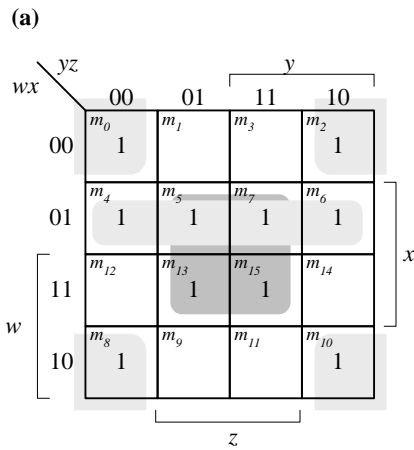 (a)
yz
wx
y
00 01 11 10
m0 m1 m3 m2
00 1 1
m4 m5 m7 m6
01 1 1 1 1
x
m12 m13 m15 m14
11 1 1
w
m8 m9 m11 m10
10 1 1
z